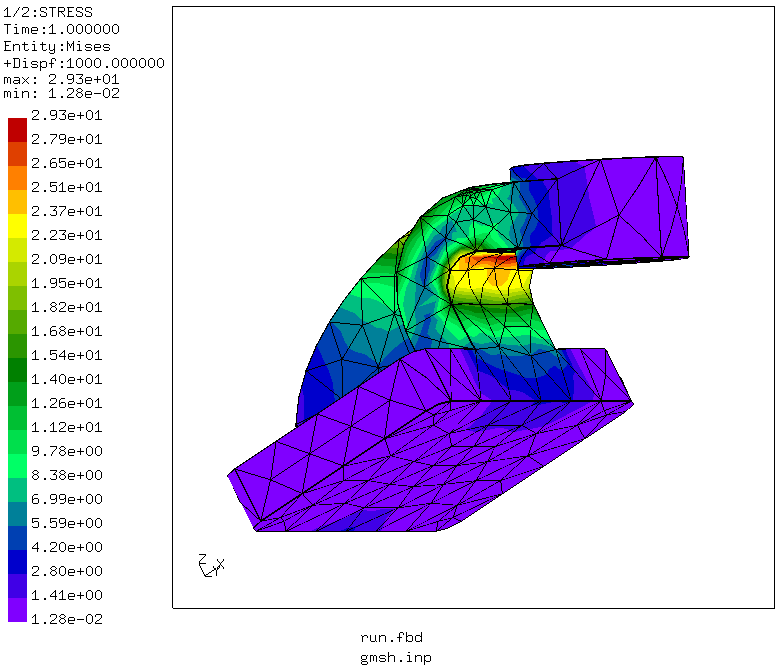 1/2:STRESS
Time:1.000000
Entity:Mises
+Dispf:1000.000000
max: 2.93e+01
min: 1.28e-02
2.93e+01
2.79e+01
2.65e+01
2.51e+01
2.37e+01
2.23e+01
2.09e+01
1.95e+01
1.82e+01
1.68e+01
1.54e+01
1.40e+01
1.26e+01
1.12e+01
9.78e+00
8.38e+00
6.99e+00
5.59e+00
4.20e+00
2.80e+00
1.41e+00
1.28e-02
Z
Y
X
run.fbd
gmsh.inp